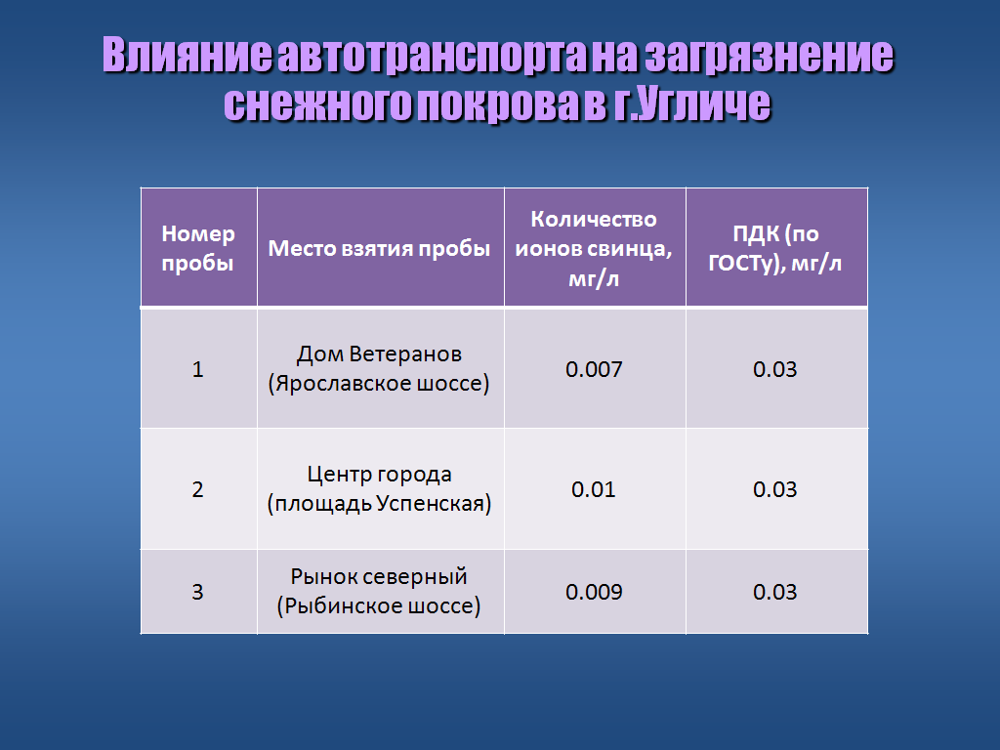 Влияние автотранспорта на загрязнение
снежного покрова в г.Угличе
Номер
пробы
Место взятия пробы
Количество
ионов свинца,
мг/л
ПДК (по
ГОСТу), мг/л
1
Дом Ветеранов
(Ярославское шоссе)
0.007
0.03
2
Центр города
(площадь Успенская)
0.01
0.03
3
Рынок северный
(Рыбинское шоссе)
0.009
0.03